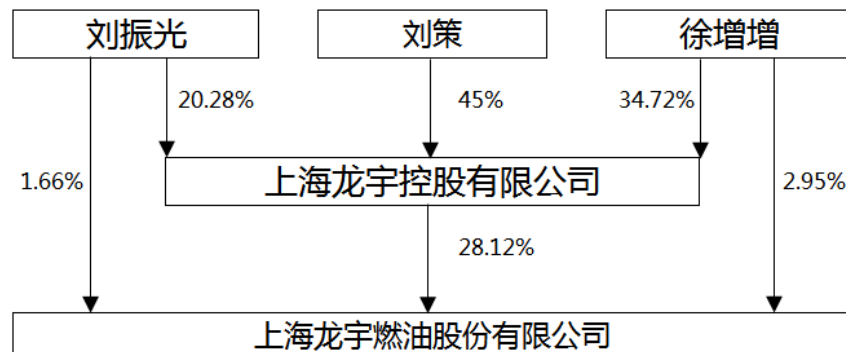 刘振光
刘策
徐增增
20.28%
45%
34.72%
1.66%
上海龙宇控股有限公司
2.95%
28.12%
上海龙宇燃油股份有限公司